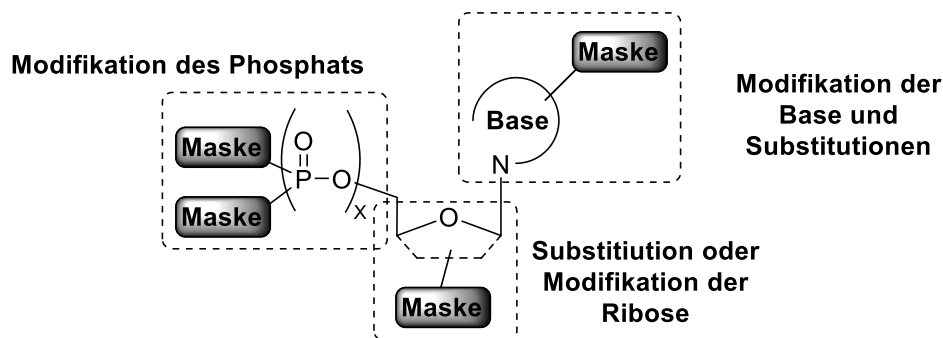 Modifikation des Phosphats
Maske
Modifikation der
Base und
Substitutionen
Base
N
Maske
O
P
O
Maske
x
O
Substitiution oder
Modifikation der
Ribose
Maske